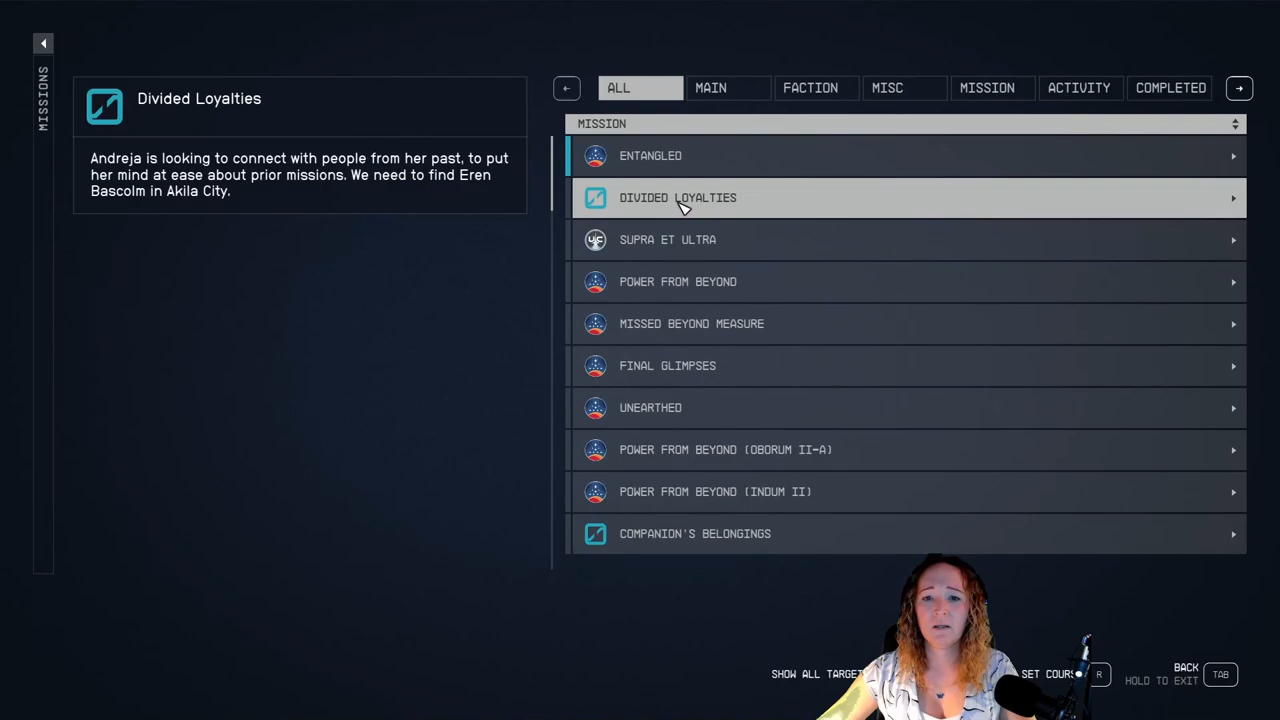 MISSIONS
Divided Loyalties
Andreja is looking to connect with people from her past, to put
her mind at ease about prior missions. We need to find Eren
Bascolm in Akila City.
ALL
MAIN
FACTION
MISC
MISSION
ACTIVITY
COMPLETED
MISSION
ENTANGLED
DIVIDED LOYALTIES
SUPRA ET ULTRA
POWER FROM BEYOND
MISSED BEYOND MEASURE
FINAL GLIMPSES
UNEARTHED
POWER FROM BEYOND (OBORUM II-A)
POWER FROM BEYOND (INDUM II)
COMPANION'S BELONGINGS
SHOW ALL
SET
R
BACK
HOLD TO EXIT
TAB